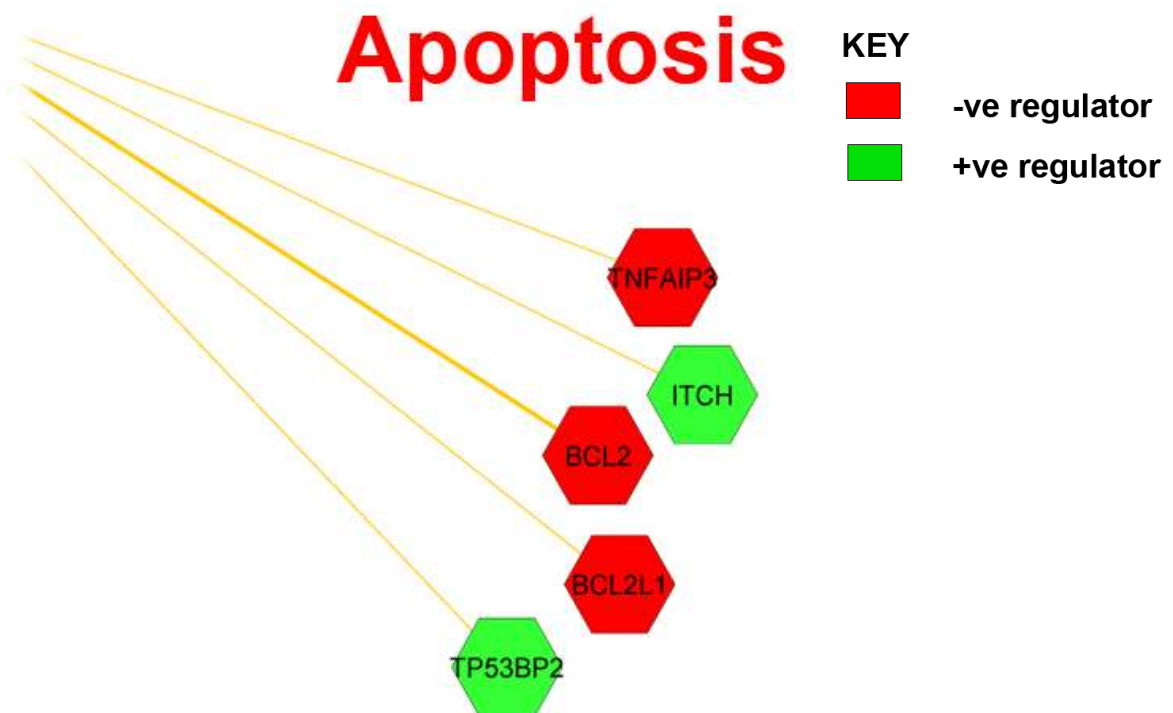 Apoptosis
KEY
-ve regulator
+ve regulator
TNFAIP3
ITCH
BCL2
BCL2L1
TP53BP2